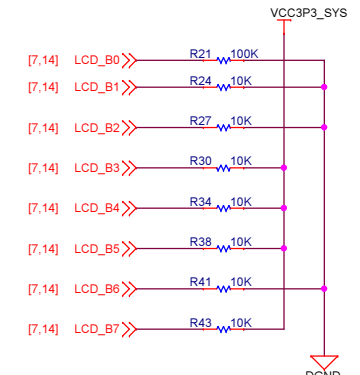 VCC3P3_SYS
[7,14] LCD_B0 R21 100K
[7,14] LCD_B1 R24 10K
[7,14] LCD_B2 R27 10K
[7,14] LCD_B3 R30 10K
[7,14] LCD_B4 R34 10K
[7,14] LCD_B5 R38 10K
[7,14] LCD_B6 R41 10K
[7,14] LCD_B7 R43 10K
DGND